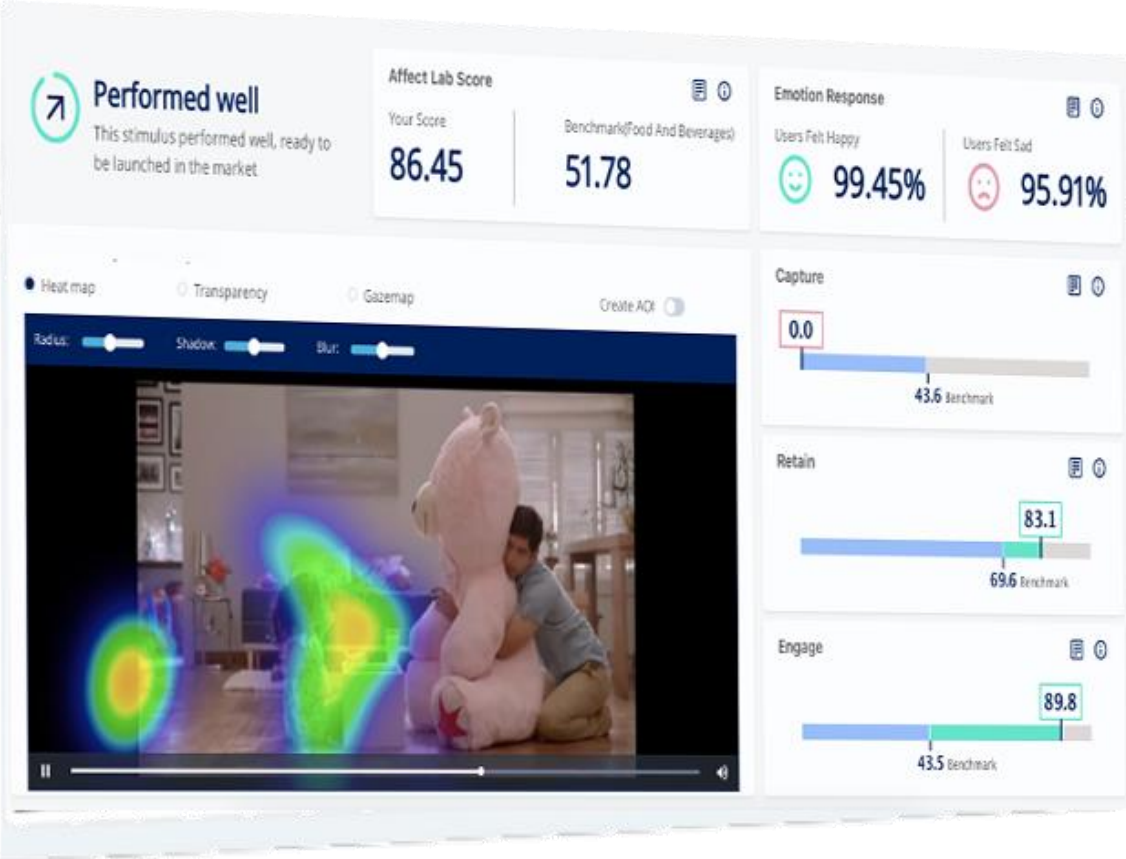 Performed well
This stimulus performed well, ready to
be launched in the market
Affect Lab Score
Your Score
86.45
Benchmark(Food And Beverages)
51.78
Emotion Response
Users Felt Happy
99.45%
Users Felt Sad
95.91%
Heat map
Transparency
Gazemap
Create AOI
Radius:
Shadow:
Blur:
Capture
0.0
43.6 Benchmark
Retain
83.1
69.6 Benchmark
Engage
89.8
43.5 Benchmark